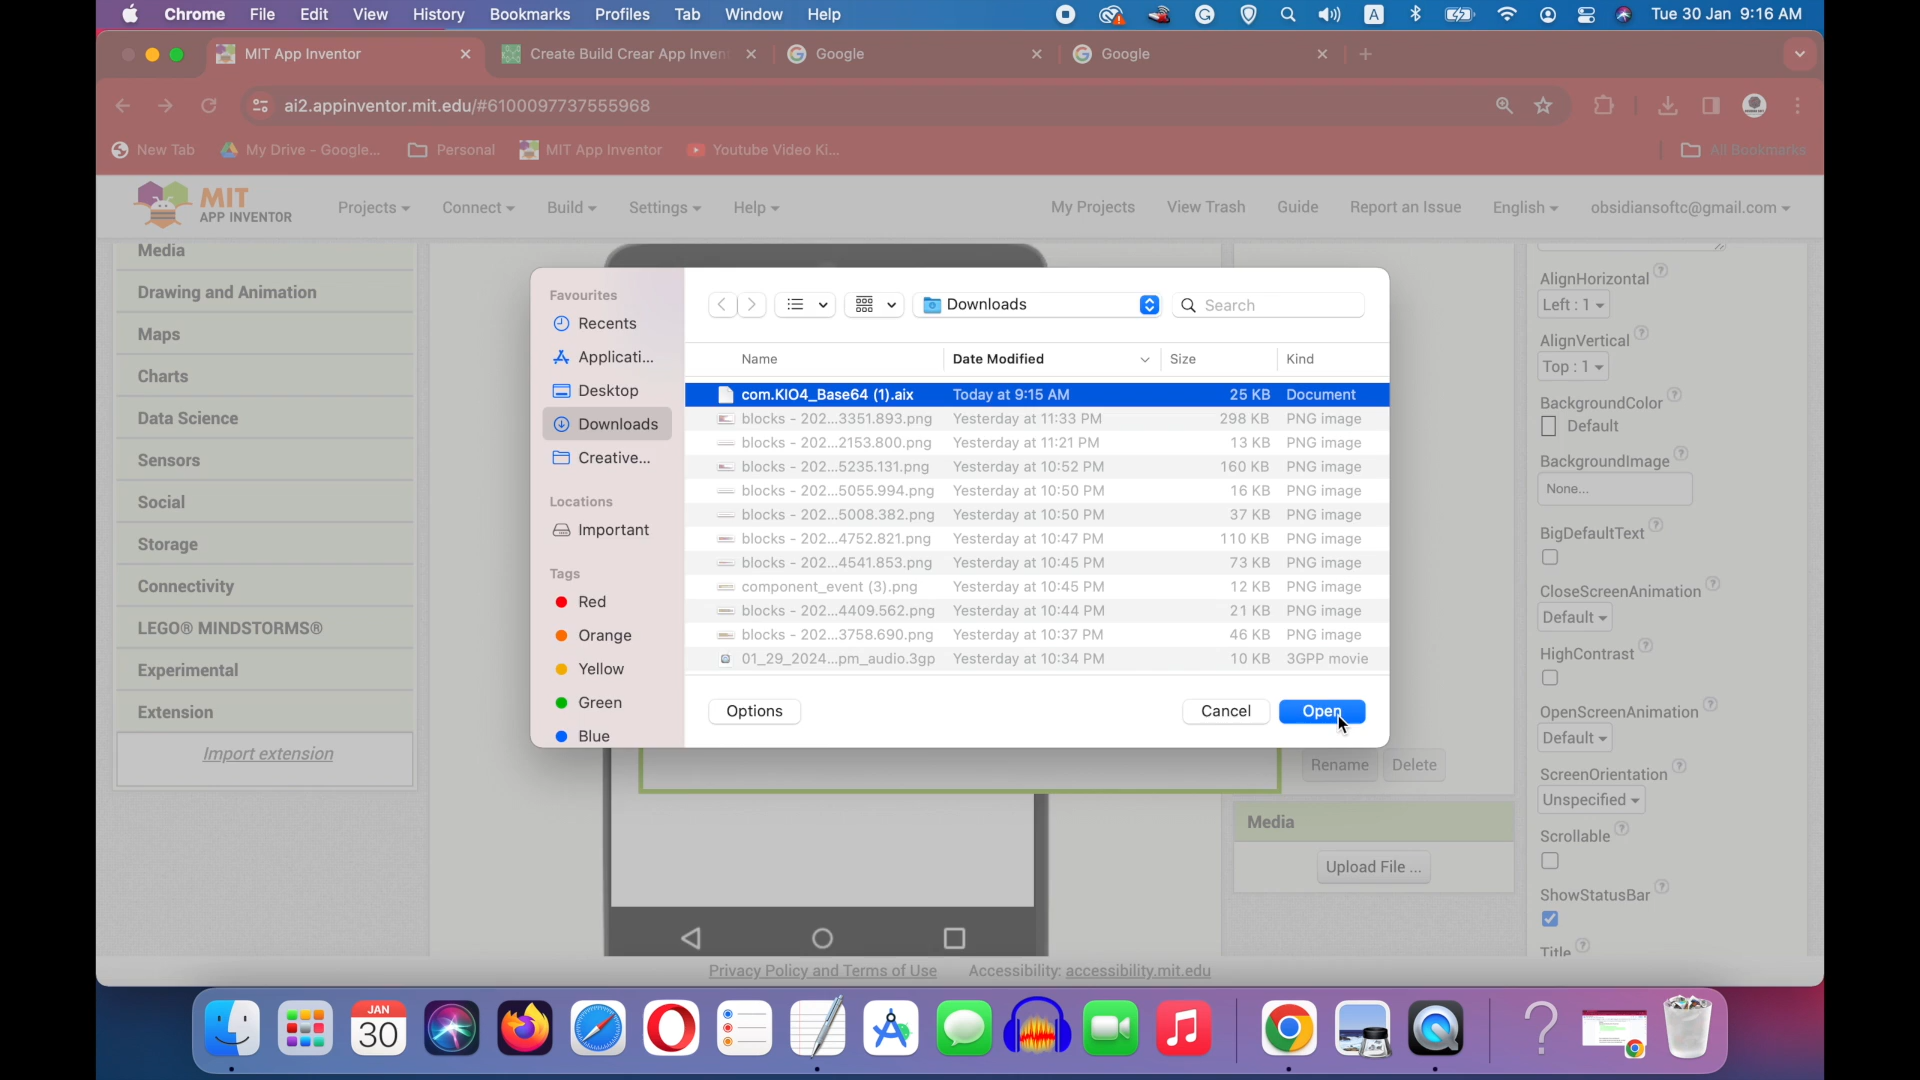 Chrome File Edit View History Bookmarks Profiles Tab Window Help
A
Tue 30 Jan 9:16 AM
MIT App Inventor
Create Build Crear App Inven
Google
Google
ai2.appinventor.mit.edu/#6100097737555968
New Tab
My Drive - Google...
Personal
MIT App Inventor
Youtube Video Ki...
All Bookmarks
MIT
APP INVENTOR
Projects
Connect
Build
Settings
Help
My Projects
View Trash
Guide
Report an Issue
English
obsidiansoftc@gmail.com
Media
Drawing and Animation
Maps
Charts
Data Science
Sensors
Social
Storage
Connectivity
LEGO® MINDSTORMS®
Experimental
Extension
Import extension
Favourites
Recents
Applicati...
Desktop
Downloads
Creative...
Locations
Important
Tags
Red
Orange
Yellow
Green
Blue
Downloads
Search
Name Date Modified Size Kind
com.KIO4_Base64 (1).aix Today at 9:15 AM 25 KB Document
blocks - 202...3351.893.png Yesterday at 11:33 PM 298 KB PNG image
blocks - 202...2153.800.png Yesterday at 11:21 PM 13 KB PNG image
blocks - 202...5235.131.png Yesterday at 10:52 PM 160 KB PNG image
blocks - 202...5055.994.png Yesterday at 10:50 PM 16 KB PNG image
blocks - 202...5008.382.png Yesterday at 10:50 PM 37 KB PNG image
blocks - 202...4752.821.png Yesterday at 10:47 PM 110 KB PNG image
blocks - 202...4541.853.png Yesterday at 10:45 PM 73 KB PNG image
component_event (3).png Yesterday at 10:45 PM 12 KB PNG image
blocks - 202...4409.562.png Yesterday at 10:44 PM 21 KB PNG image
blocks - 202...3758.690.png Yesterday at 10:37 PM 46 KB PNG image
01_29_2024...pm_audio.3gp Yesterday at 10:34 PM 10 KB 3GPP movie
Options
Cancel
Open
Rename
Delete
Media
Upload File ...
AlignHorizontal ?
Left : 1
AlignVertical ?
Top : 1
BackgroundColor ?
Default
BackgroundImage ?
None...
BigDefaultText ?
CloseScreenAnimation ?
Default
HighContrast ?
OpenScreenAnimation ?
Default
ScreenOrientation ?
Unspecified
Scrollable ?
ShowStatusBar ?
Title ?
Privacy Policy and Terms of Use
Accessibility: accessibility.mit.edu
JAN
30
?